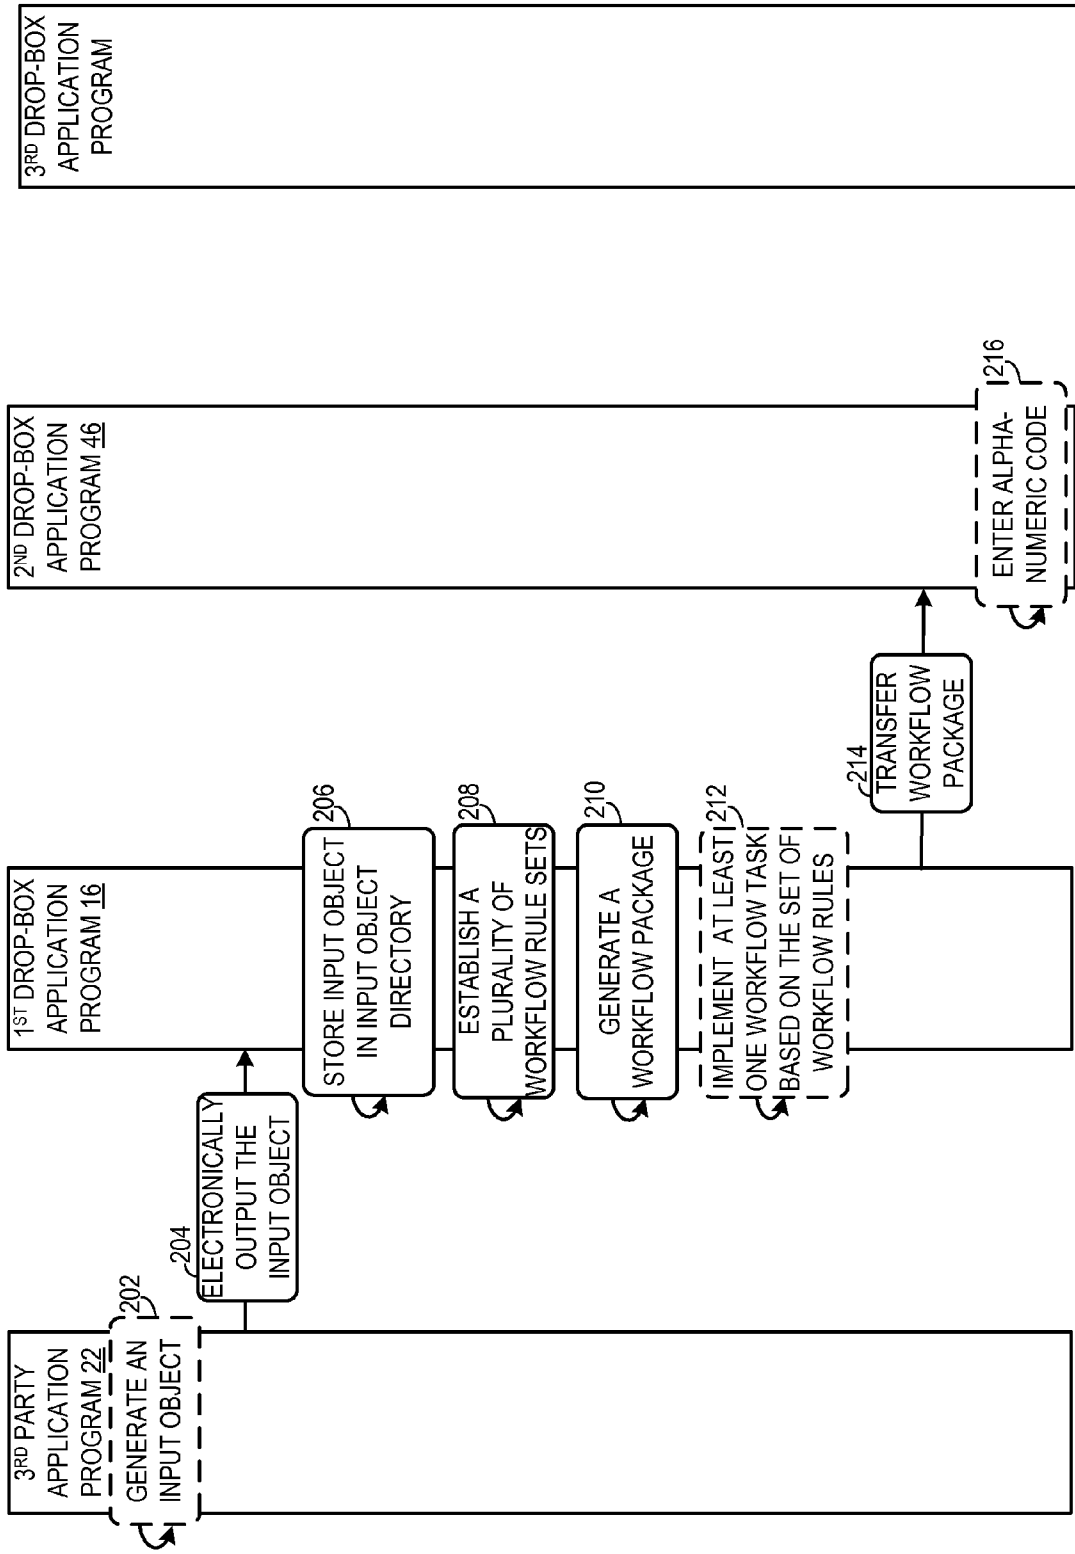 3RD PARTY
APPLICATION
PROGRAM 22
GENERATE AN
INPUT OBJECT
202
204
ELECTRONICALLY
OUTPUT THE
INPUT OBJECT
1ST DROP-BOX
APPLICATION
PROGRAM 16
STORE INPUT OBJECT
IN INPUT OBJECT
DIRECTORY
206
ESTABLISH A
PLURALITY OF
WORKFLOW RULE SETS
208
GENERATE A
WORKFLOW PACKAGE
210
IMPLEMENT AT LEAST
ONE WORKFLOW TASK
BASED ON THE SET OF
WORKFLOW RULES
212
214
TRANSFER
WORKFLOW
PACKAGE
2ND DROP-BOX
APPLICATION
PROGRAM 46
ENTER ALPHA-
NUMERIC CODE
216
3RD DROP-BOX
APPLICATION
PROGRAM